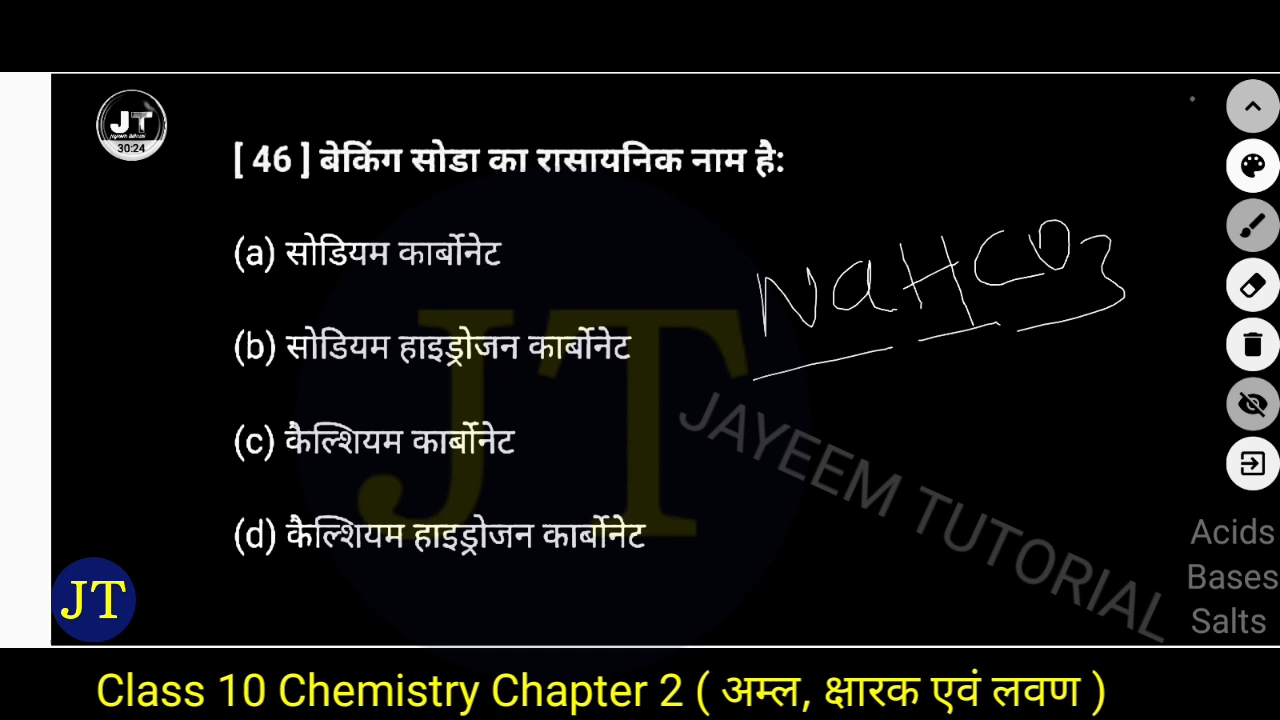 JT
30:24
[ 46 ] बेकिंग सोडा का रासायनिक नाम है:
(a) सोडियम कार्बोनेट
(b) सोडियम हाइड्रोजन कार्बोनेट
(c) कैल्शियम कार्बोनेट
(d) कैल्शियम हाइड्रोजन कार्बोनेट
NaHCO3
JT
JAYEEM TUTORIAL
Acids
Bases
Salts
JT
Class 10 Chemistry Chapter 2 ( अम्ल, क्षारक एवं लवण )